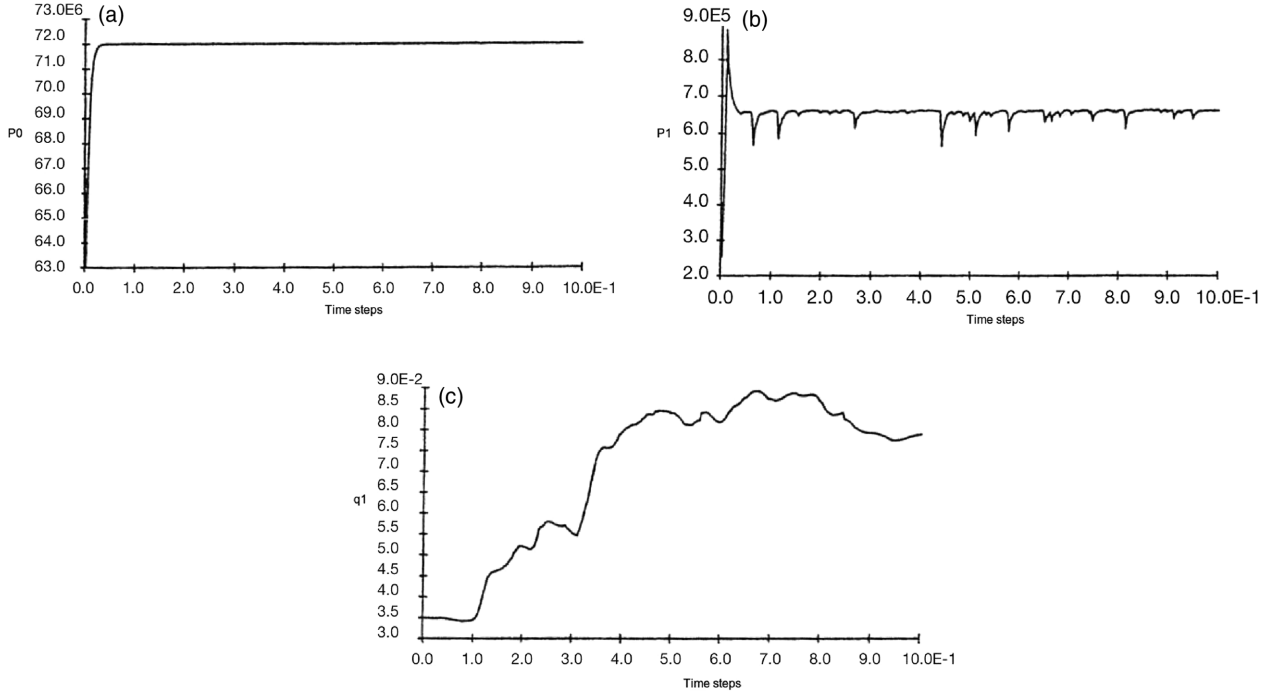 73.0E6 (a)
72.0
71.0
70.0
69.0
P0
68.0
67.0
66.0
65.0
64.0
63.0
0.0 1.0 2.0 3.0 4.0 5.0 6.0 7.0 8.0 9.0 10.0E-1
Time steps
9.0E5 (b)
8.0
7.0
P1 6.0
5.0
4.0
3.0
2.0
0.0 1.0 2.0 3.0 4.0 5.0 6.0 7.0 8.0 9.0 10.0E-1
Time steps
9.0E-2 (c)
8.5
8.0
7.5
7.0
6.5
q1 6.0
5.5
5.0
4.5
4.0
3.5
3.0
0.0 1.0 2.0 3.0 4.0 5.0 6.0 7.0 8.0 9.0 10.0E-1
Time steps